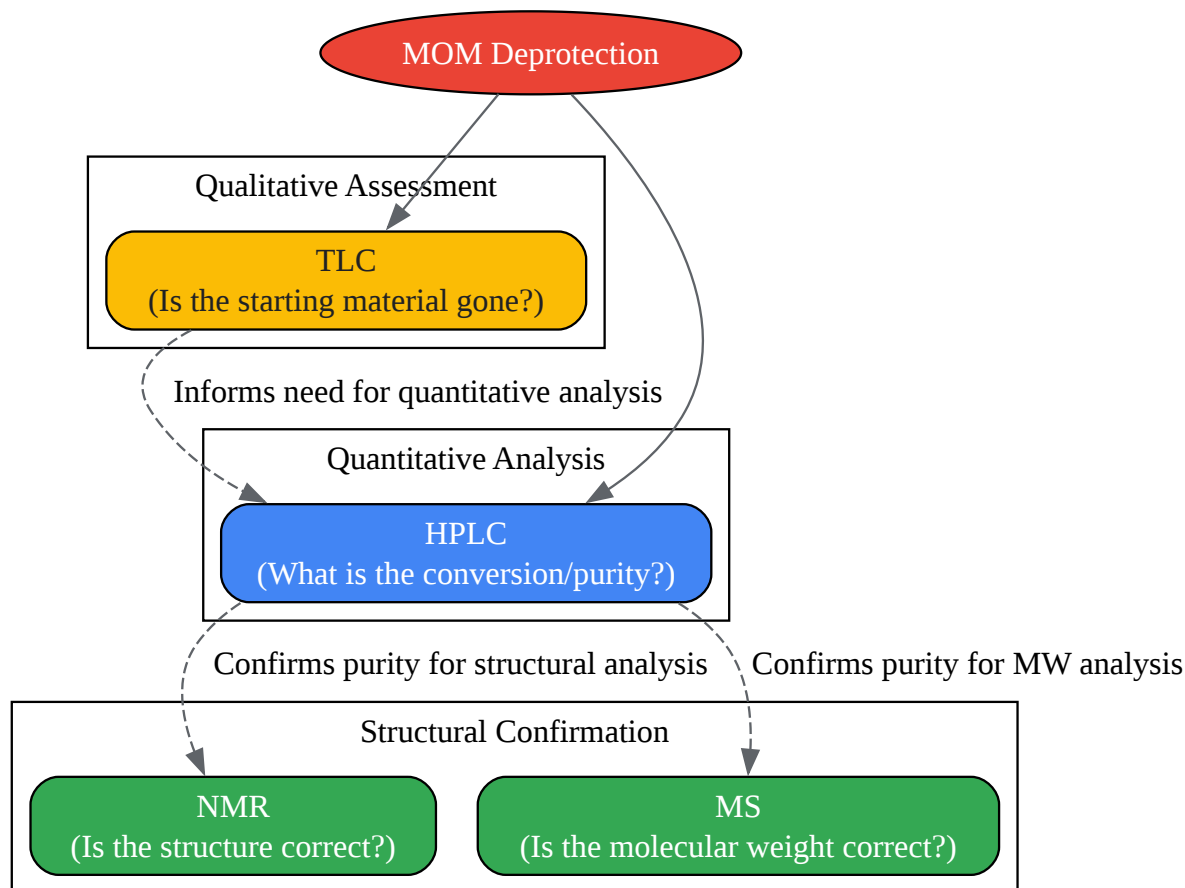 MOM Deprotection
Qualitative Assessment
TLC
(Is the starting material gone?)
Informs need for quantitative analysis
Quantitative Analysis
HPLC
(What is the conversion/purity?)
Confirms purity for structural analysis
Confirms purity for MW analysis
Structural Confirmation
NMR
(Is the structure correct?)
MS
(Is the molecular weight correct?)